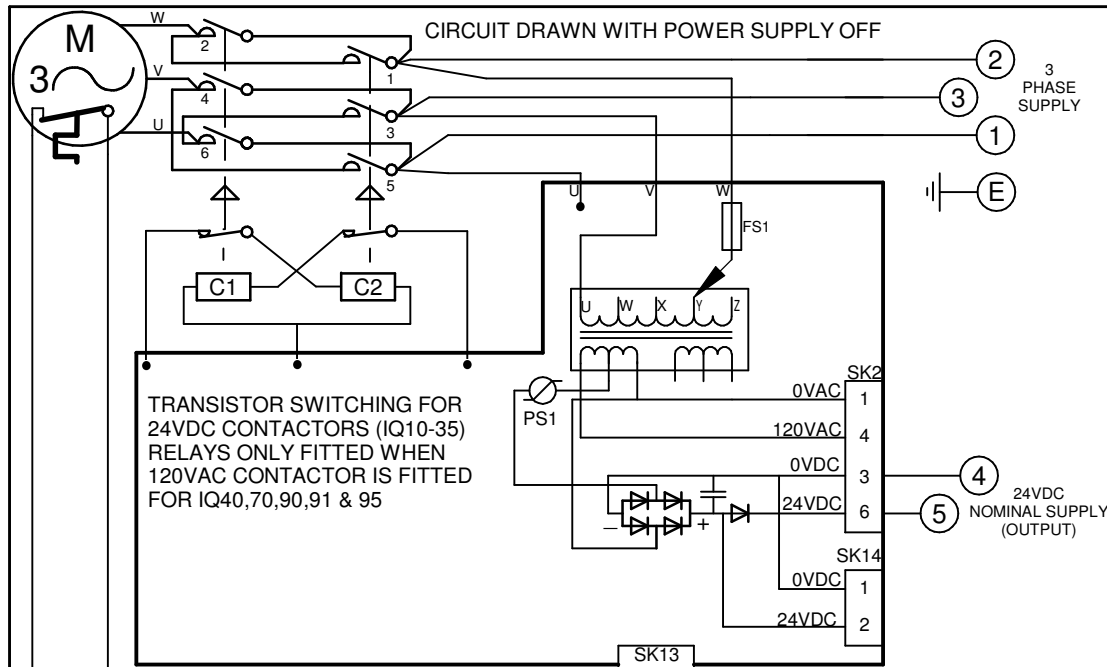 CIRCUIT DRAWN WITH POWER SUPPLY OFF
W
M
3
V
U
2
1
4
3
6
5
2
3
1
E
3
PHASE
SUPPLY
U
V
W
FS1
I
I
C1
C2
U
W
X
Y
Z
PS1
TRANSISTOR SWITCHING FOR
24VDC CONTACTORS (IQ10-35)
RELAYS ONLY FITTED WHEN
120VAC CONTACTOR IS FITTED
FOR IQ40,70,90,91 & 95
SK2
0VAC
1
120VAC
4
0VDC
3
24VDC
6
4
5
24VDC
NOMINAL SUPPLY
(OUTPUT)
–
+
SK14
0VDC
1
24VDC
2
SK13